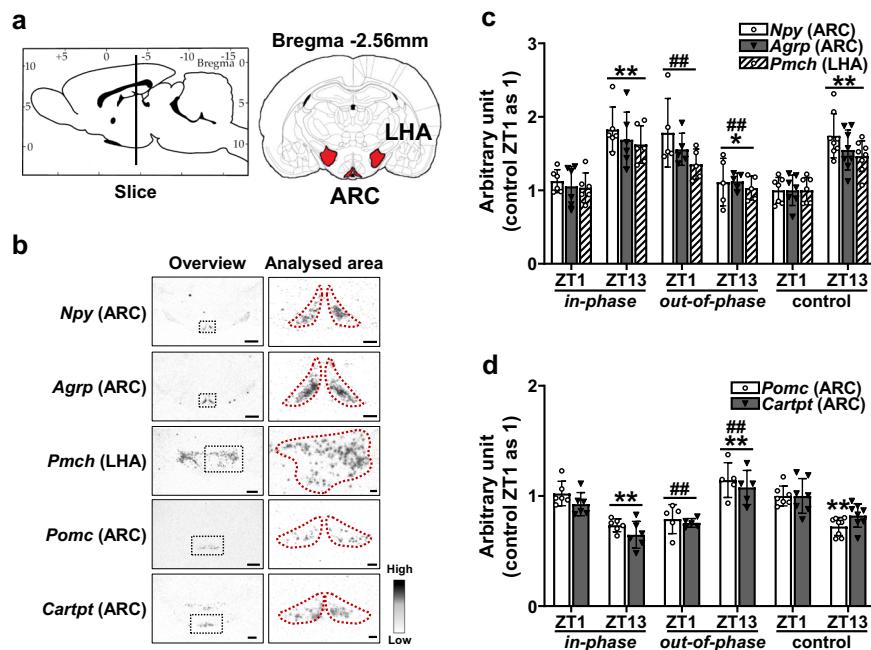 a
+5 0 -5 -10 -15
Bregma
-10
0
0
10
Slice
Bregma -2.56mm
LHA
ARC
b
Overview Analysed area
Npy (ARC)
Agrp (ARC)
Pmch (LHA)
Pomc (ARC)
Cartpt (ARC)
High
Low
c
Npy (ARC)
Agrp (ARC)
Pmch (LHA)
Arbitrary unit
(control ZT1 as 1)
3
2
1
0
**
##
##
*
**
ZT1 ZT13 ZT1 ZT13 ZT1 ZT13
in-phase out-of-phase control
d
Pomc (ARC)
Cartpt (ARC)
Arbitrary unit
(control ZT1 as 1)
2
1
0
**
##
##
**
**
ZT1 ZT13 ZT1 ZT13 ZT1 ZT13
in-phase out-of-phase control